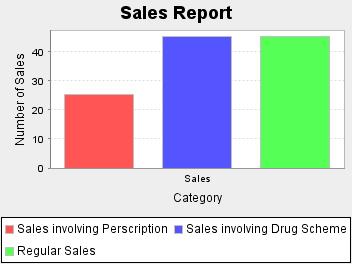 Sales Report
Number of Sales
40
30
20
10
0
Sales
Category
Sales involving Perscription Sales involving Drug Scheme
Regular Sales